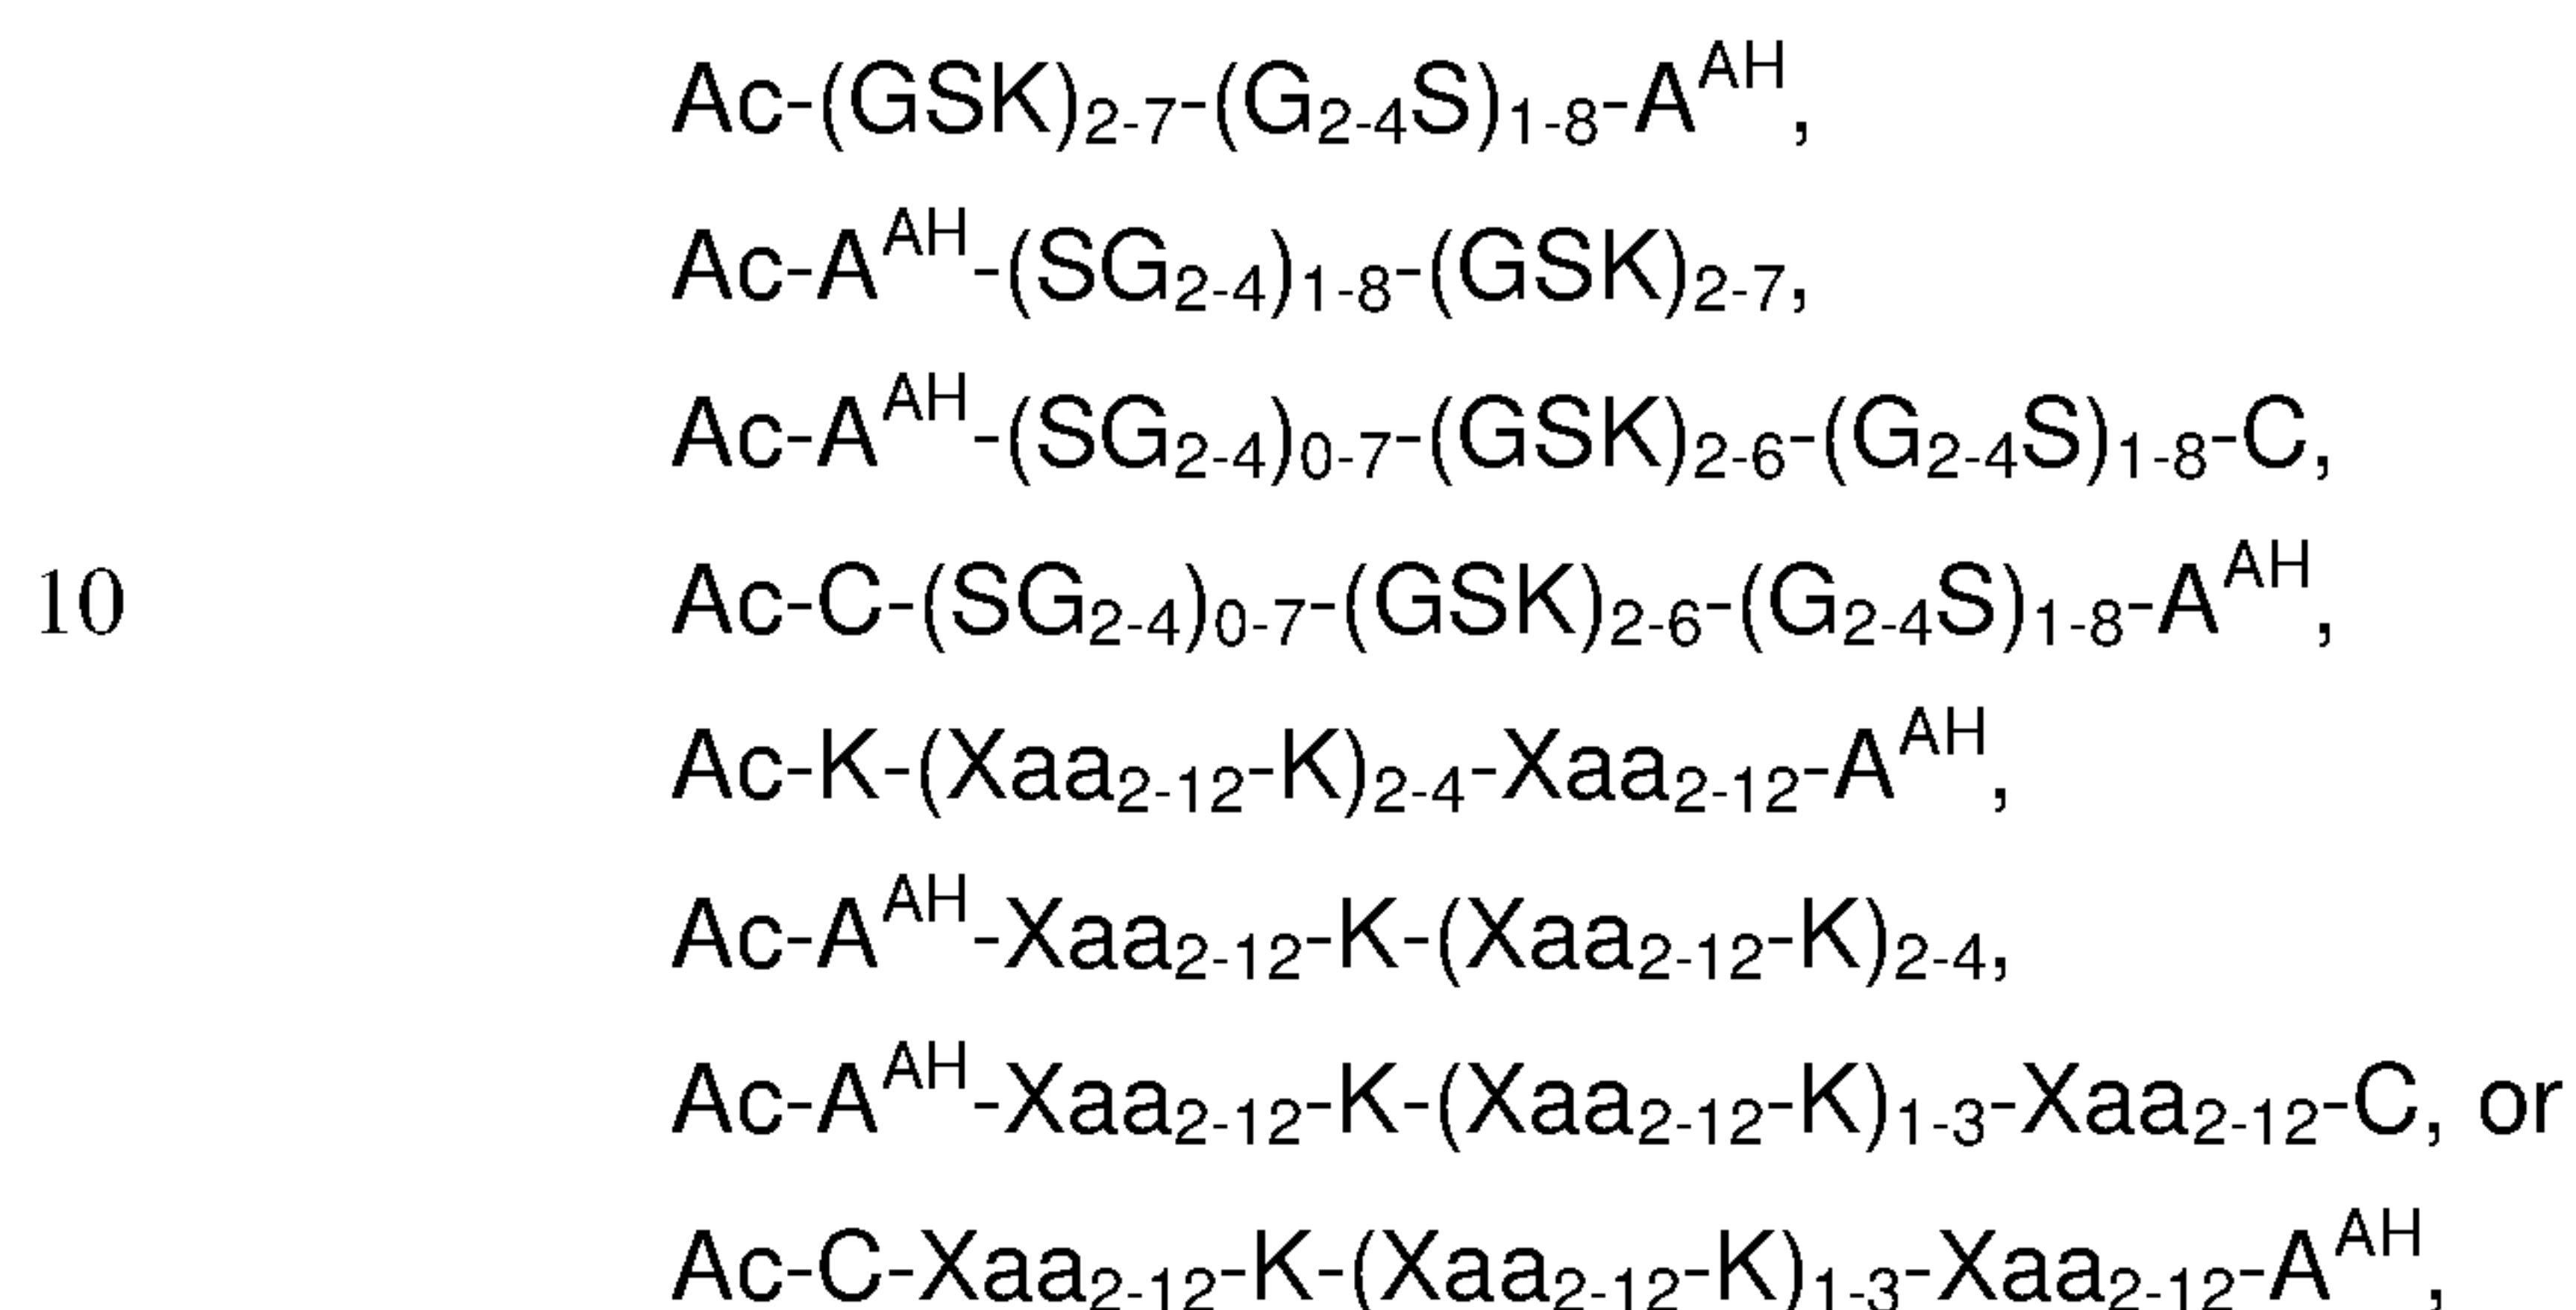 Ac-(GSK)₂₋₇-(G₂₋₄S)₁₋₈-Aᴬᴴ,
Ac-Aᴬᴴ-(SG₂₋₄)₁₋₈-(GSK)₂₋₇,
Ac-Aᴬᴴ-(SG₂₋₄)₀₋₇-(GSK)₂₋₆-(G₂₋₄S)₁₋₈-C,
10 Ac-C-(SG₂₋₄)₀₋₇-(GSK)₂₋₆-(G₂₋₄S)₁₋₈-Aᴬᴴ,
Ac-K-(Xaa₂₋₁₂-K)₂₋₄-Xaa₂₋₁₂-Aᴬᴴ,
Ac-Aᴬᴴ-Xaa₂₋₁₂-K-(Xaa₂₋₁₂-K)₂₋₄,
Ac-Aᴬᴴ-Xaa₂₋₁₂-K-(Xaa₂₋₁₂-K)₁₋₃-Xaa₂₋₁₂-C, or
Ac-C-Xaa₂₋₁₂-K-(Xaa₂₋₁₂-K)₁₋₃-Xaa₂₋₁₂-Aᴬᴴ,